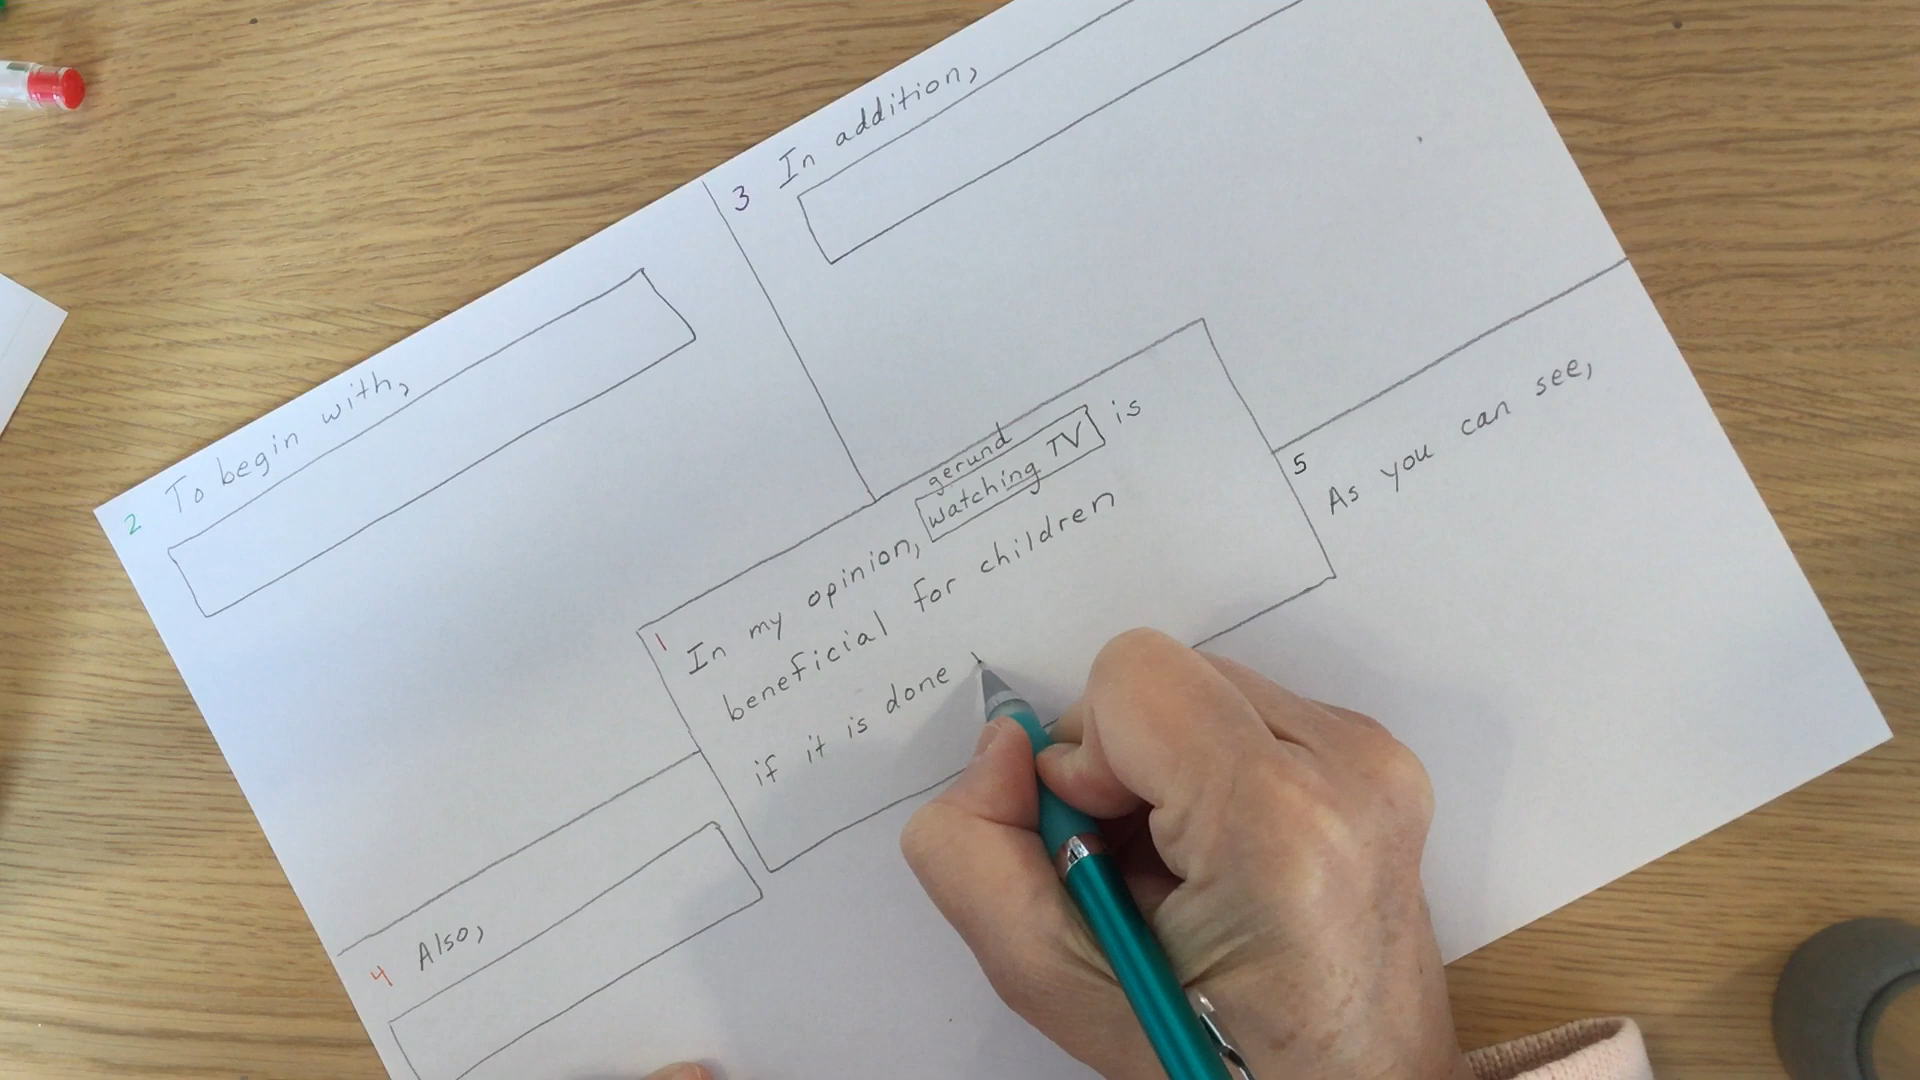 3 In addition,
2 To begin with,
gerund
1 In my opinion, watching TV is
beneficial for children
if it is done
5 As you can see,
4 Also,